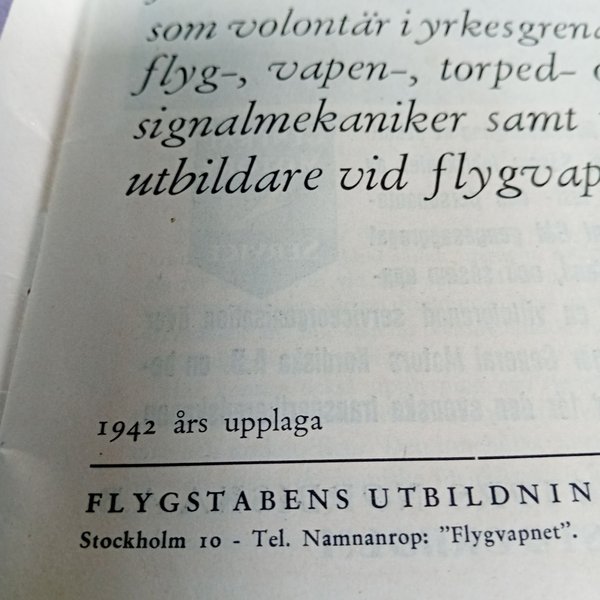 som volontär i yrkesgren
flyg-, vapen-, torped-
signalmekaniker samt
utbildare vid flygvap
1942 års upplaga
FLYGSTABENS UTBILDNIN
Stockholm 10 - Tel. Namnanrop: "Flygvapnet".